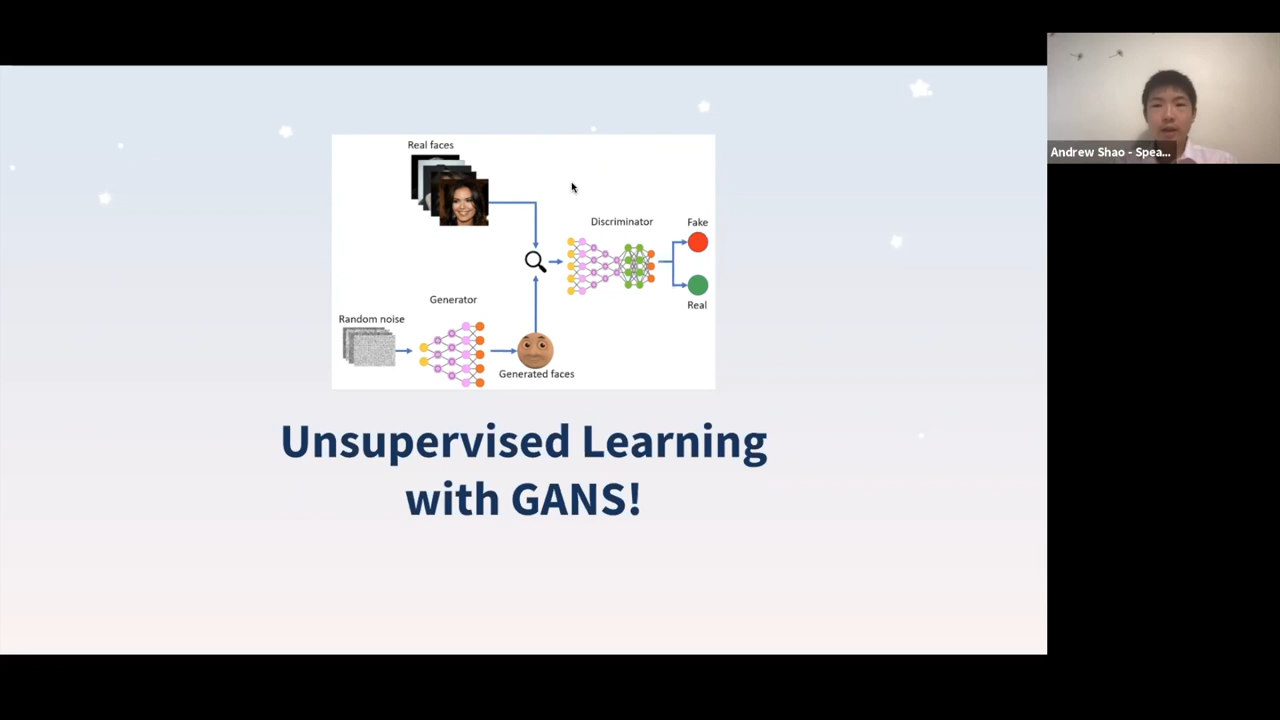 Real faces
Discriminator
Fake
Generator
Real
Random noise
Generated faces
Unsupervised Learning
with GANS!
Andrew Shao - Spea...